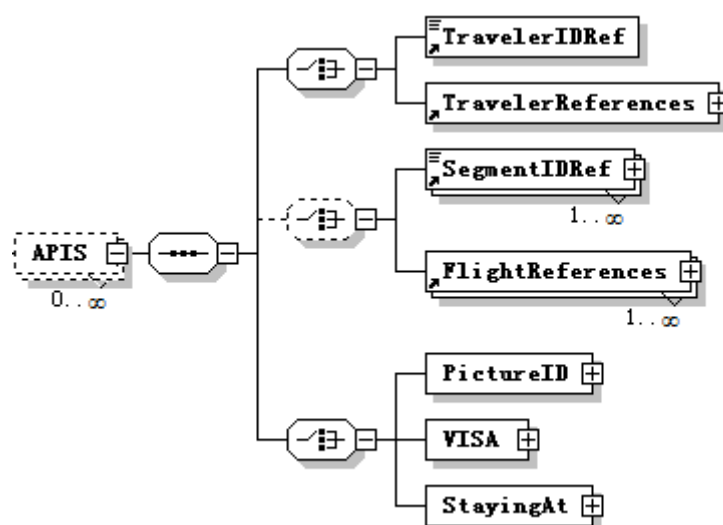 TravelerIDRef
TravelerReferences
SegmentIDRef
1..∞
APIS
0..∞
FlightReferences
1..∞
PictureID
VISA
StayingAt